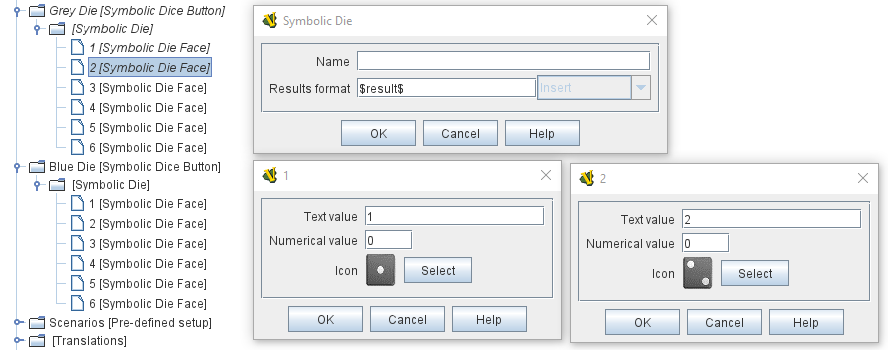 Grey Die [Symbolic Dice Button]
[Symbolic Die]
1 [Symbolic Die Face]
2 [Symbolic Die Face]
3 [Symbolic Die Face]
4 [Symbolic Die Face]
5 [Symbolic Die Face]
6 [Symbolic Die Face]
Blue Die [Symbolic Dice Button]
[Symbolic Die]
1 [Symbolic Die Face]
2 [Symbolic Die Face]
3 [Symbolic Die Face]
4 [Symbolic Die Face]
5 [Symbolic Die Face]
6 [Symbolic Die Face]
Scenarios [Pre-defined setup]
[Translations]
Symbolic Die
Name
Results format $result$ Insert
OK Cancel Help
1
Text value 1
Numerical value 0
Icon Select
OK Cancel Help
2
Text value 2
Numerical value 0
Icon Select
OK Cancel Help